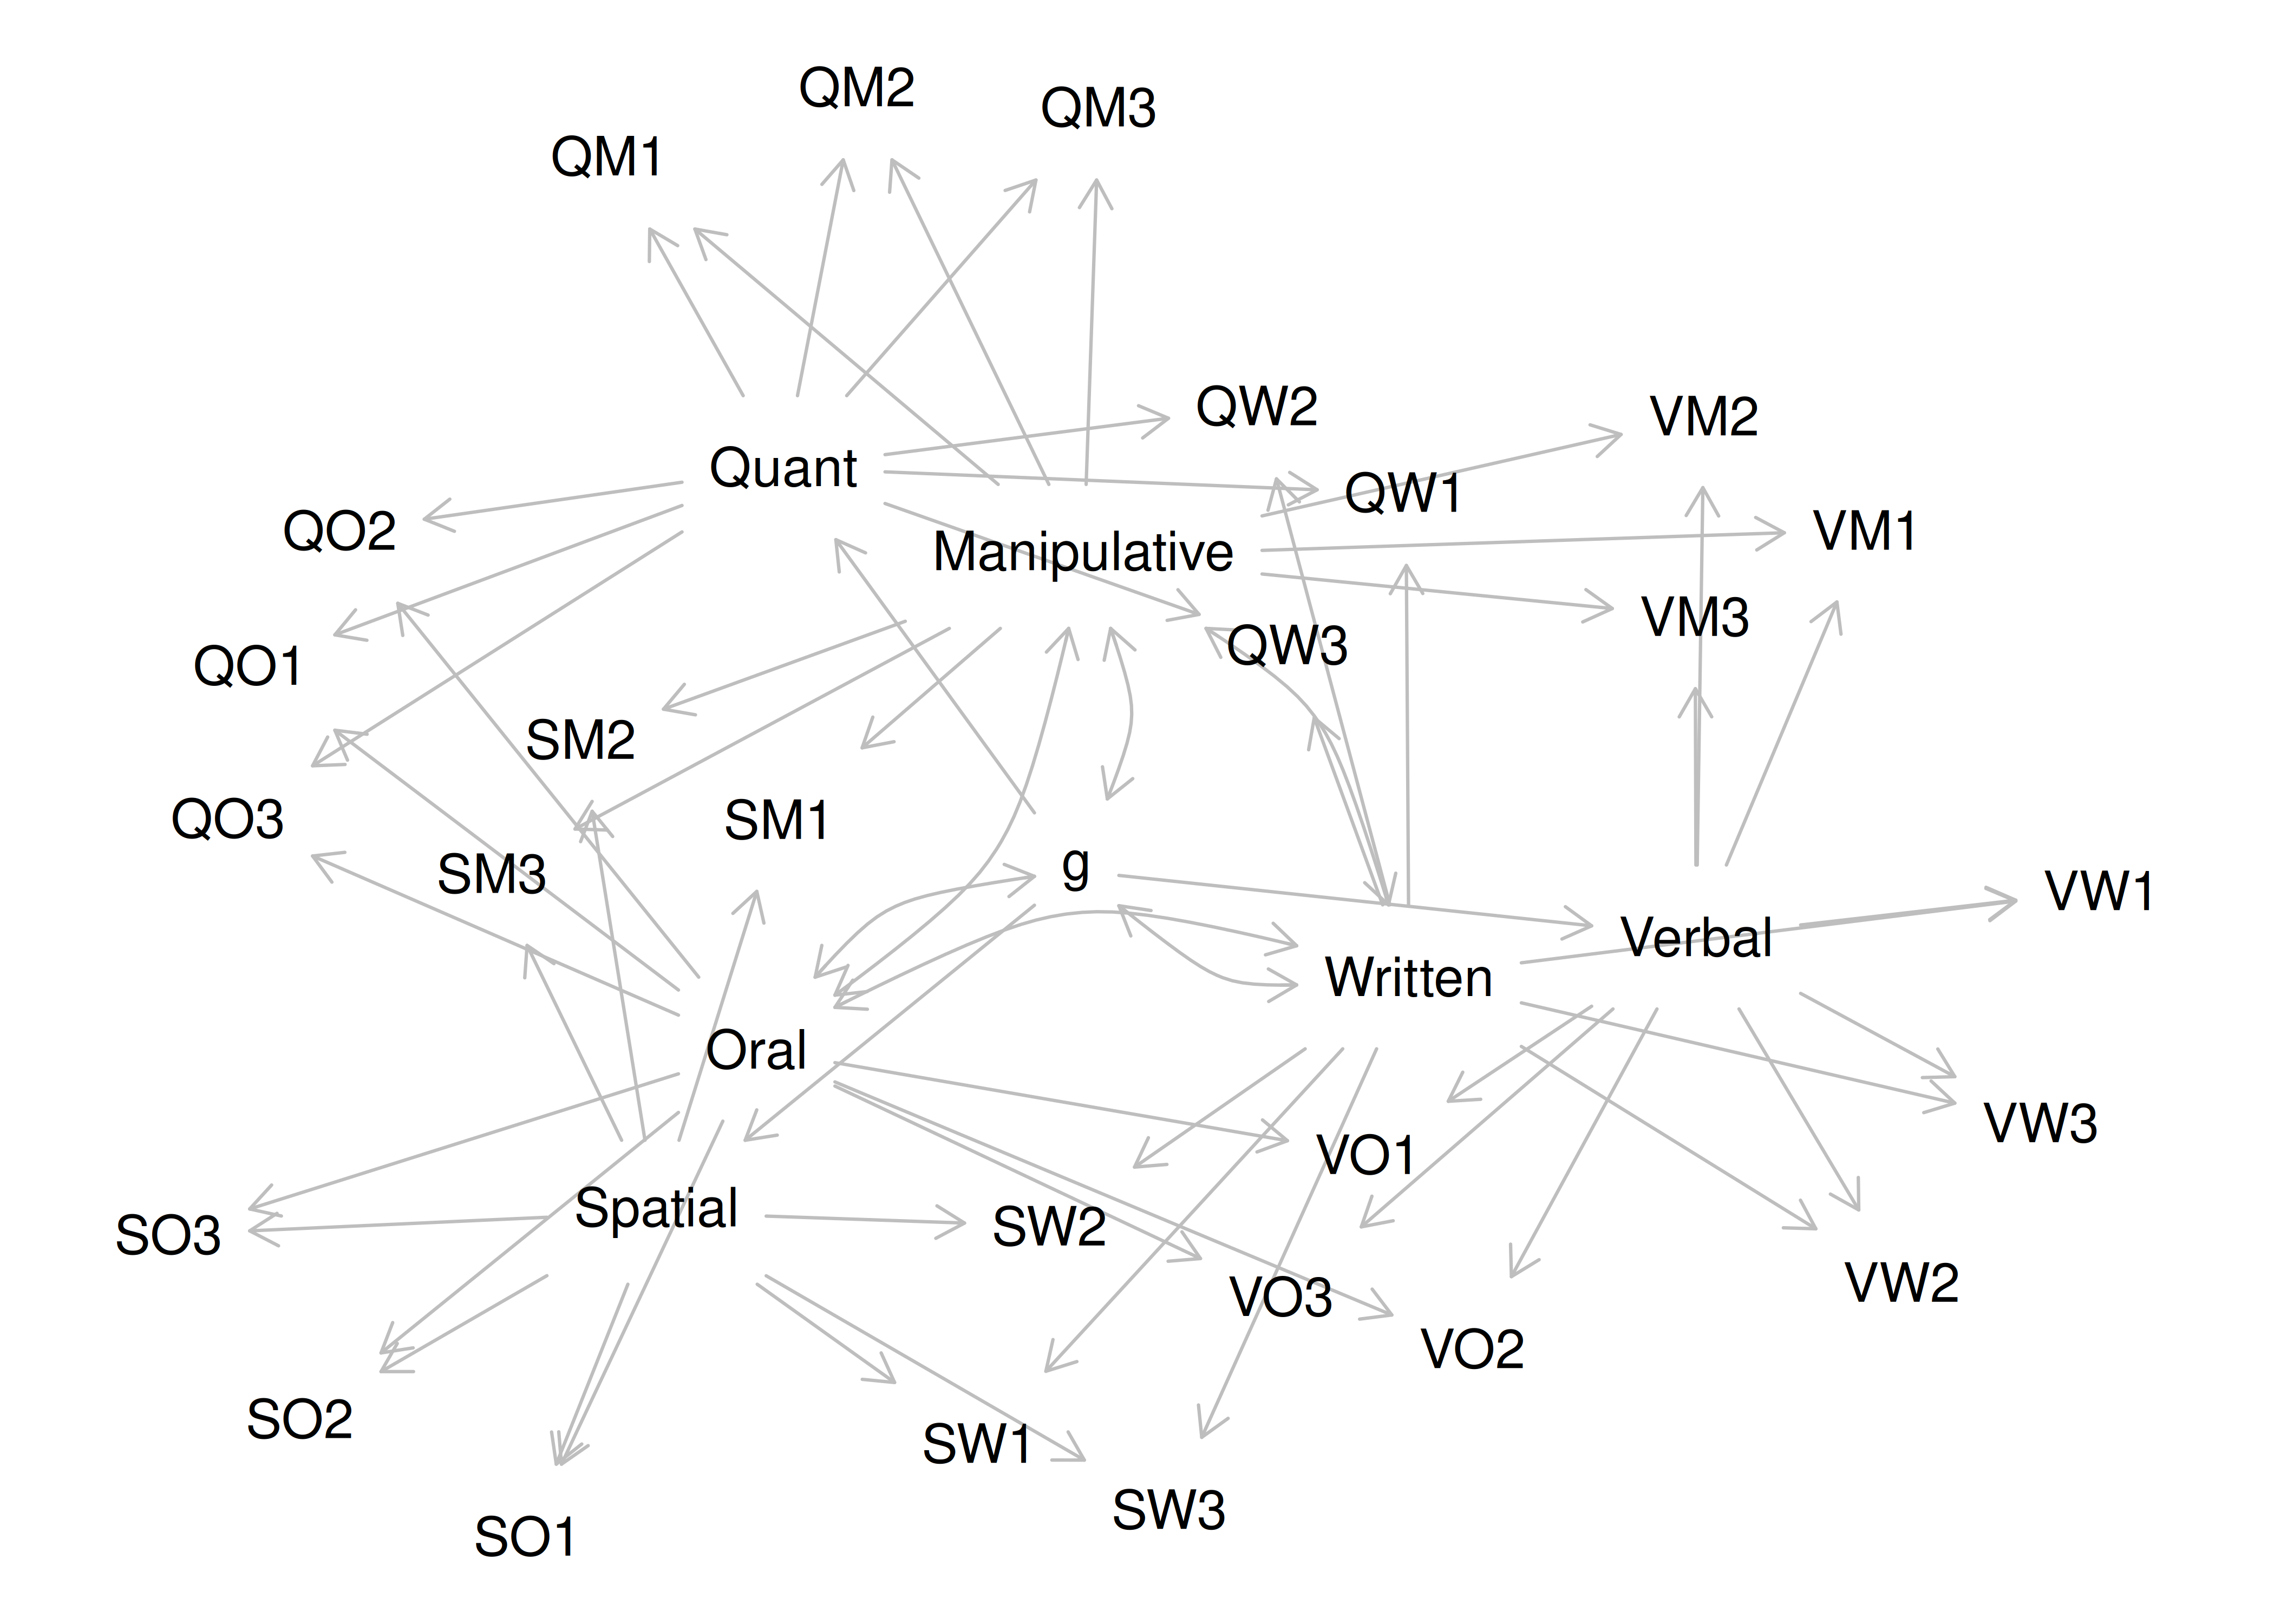 QM2
QM3
QM1
QW2
VM2
Quant
QW1
QO2
VM1
Manipulative
VM3
QW3
QO1
SM2
QO3
SM1
g
SM3
VW1
Verbal
Written
Oral
VW3
VO1
Spatial
SW2
SO3
VW2
VO3
VO2
SO2
SW1
SW3
SO1